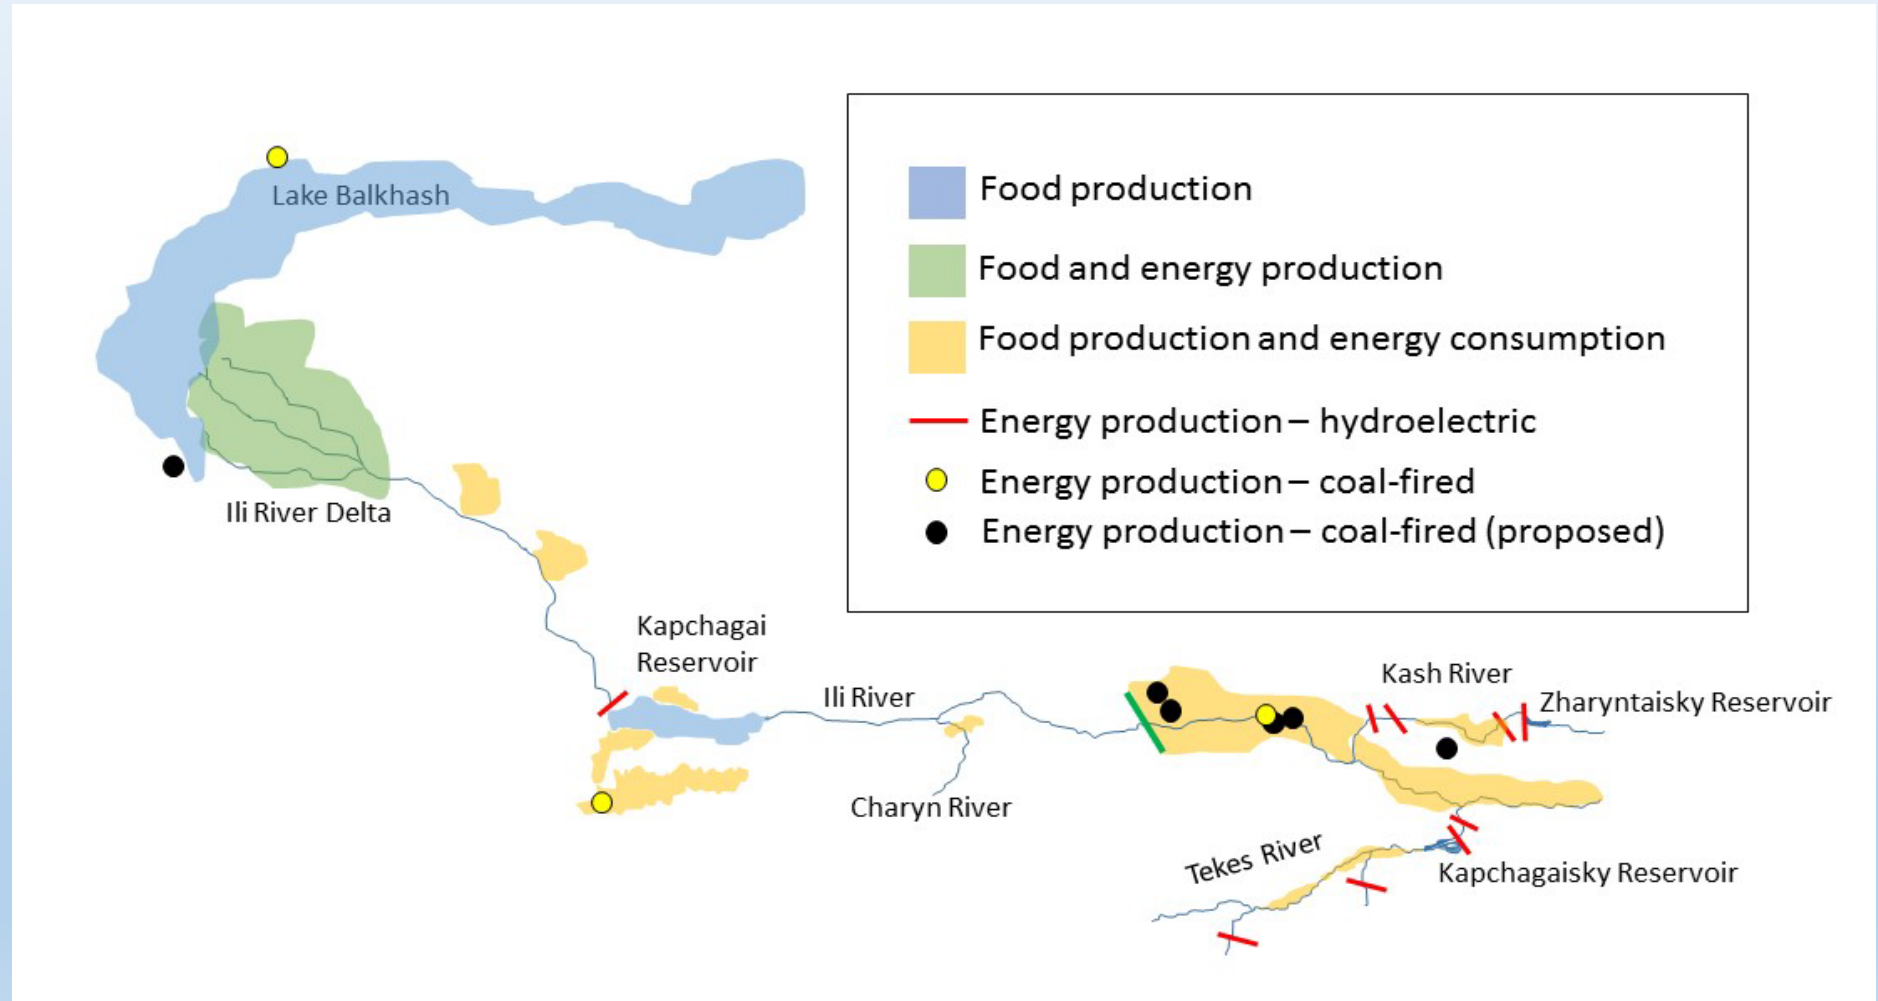 Lake Balkhash
Food production
Food and energy production
Food production and energy consumption
Energy production – hydroelectric
Energy production – coal-fired
Energy production – coal-fired (proposed)
Ili River Delta
Kapchagai
Reservoir
Ili River
Charyn River
Kash River
Zharyntaisky Reservoir
Tekes River
Kapchagaisky Reservoir